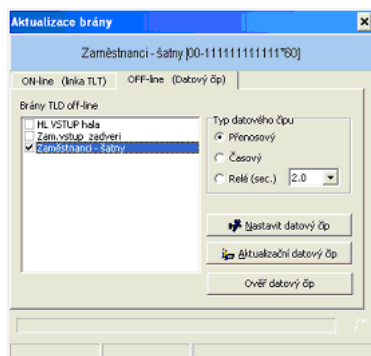 Aktualizace brány
Zaměstnanci - šatny [00-111111111111*60]
ON-line (linka TLT)
OFF-line (Datový čip)
Brány TLD off-line
HL VSTUP hala
Zam.vstup zadveri
Zaměstnanci - šatny
Typ datového čipu
Přenosový
Časový
Relé (sec.) 2.0
Nastavit datový čip
Aktualizační datový čip
Ověř datový čip